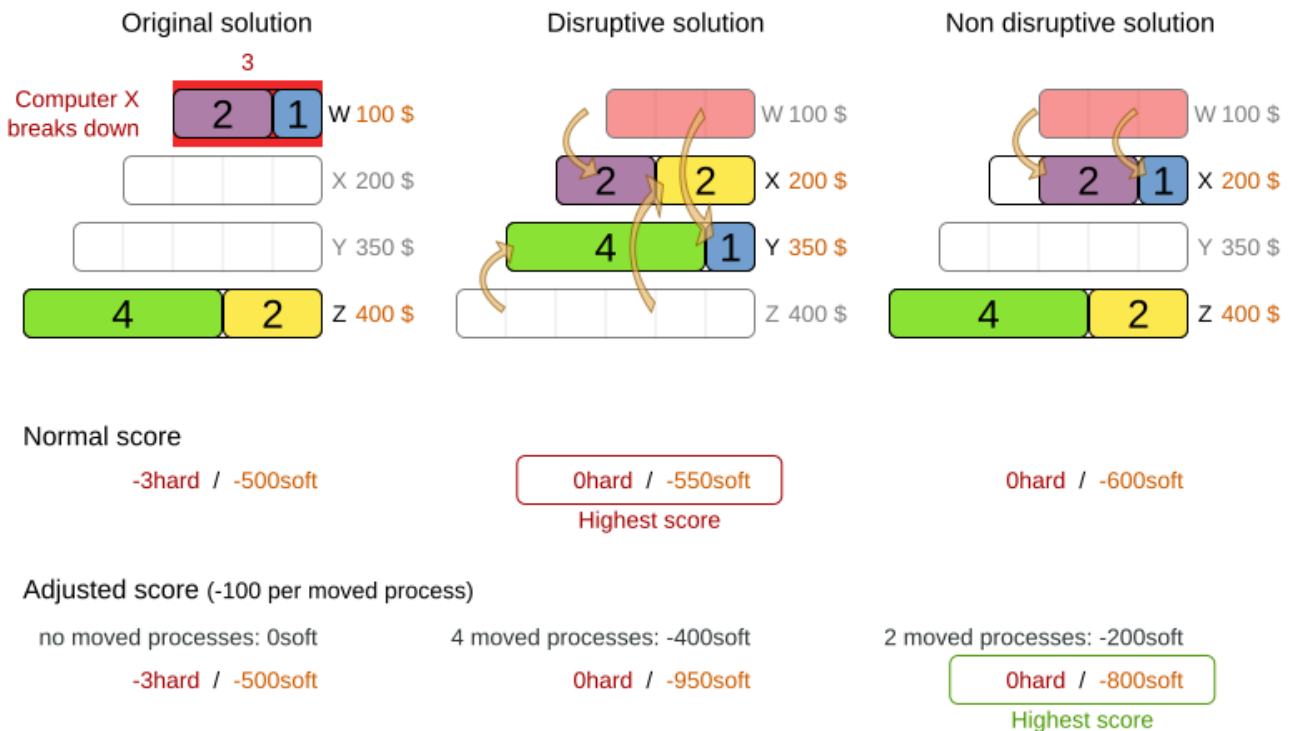 Original solution
Disruptive solution
Non disruptive solution
3
Computer X
breaks down
2 1 W 100 $
W 100 $
W 100 $
X 200 $
2 2 X 200 $
2 1 X 200 $
Y 350 $
4 1 Y 350 $
Y 350 $
4 2 Z 400 $
Z 400 $
4 2 Z 400 $
Normal score
-3hard / -500soft
0hard / -550soft
0hard / -600soft
Highest score
Adjusted score (-100 per moved process)
no moved processes: 0soft
4 moved processes: -400soft
2 moved processes: -200soft
-3hard / -500soft
0hard / -950soft
0hard / -800soft
Highest score